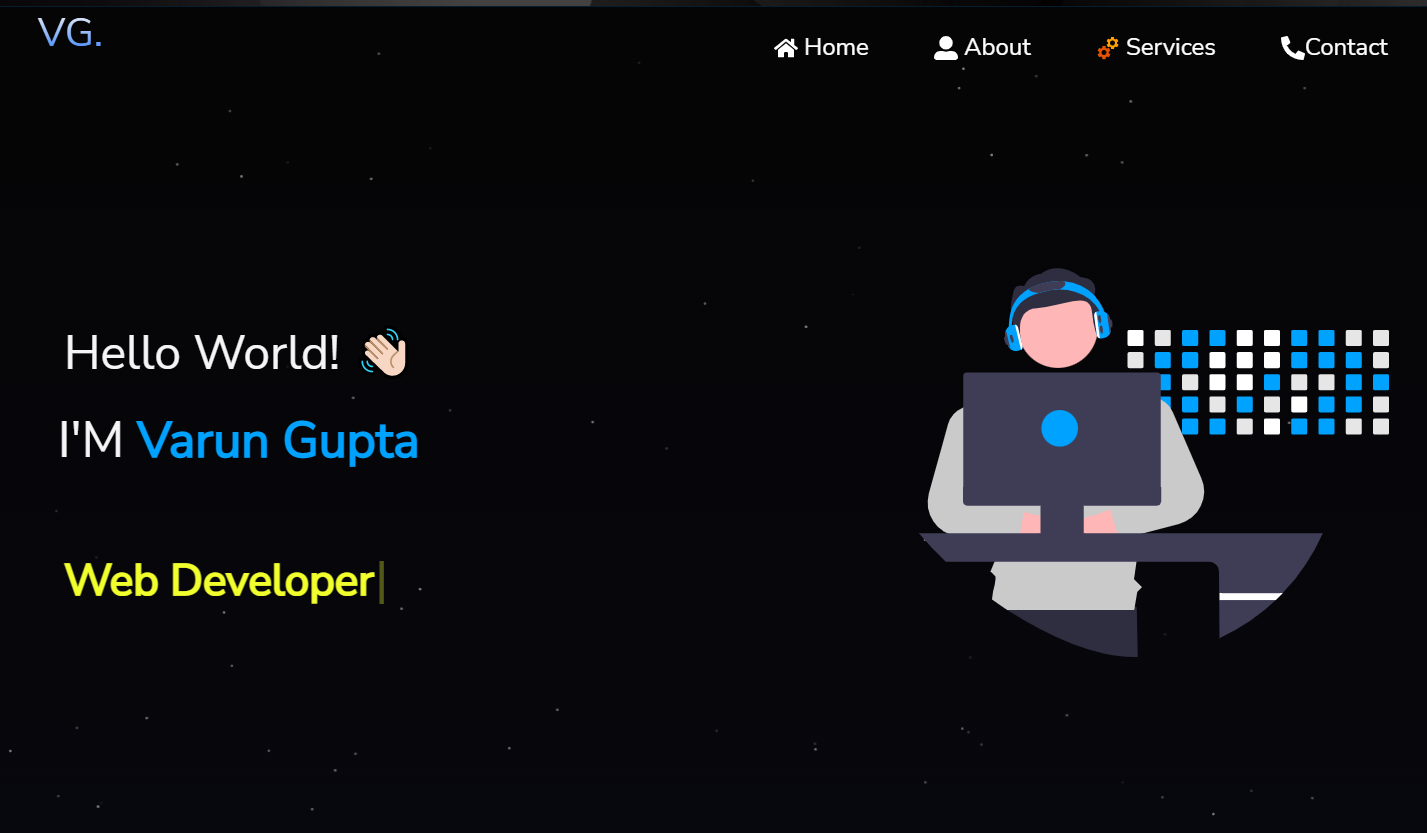 VG.
Home About Services Contact
Hello World! 👋🏻
I'M Varun Gupta
Web Developer|